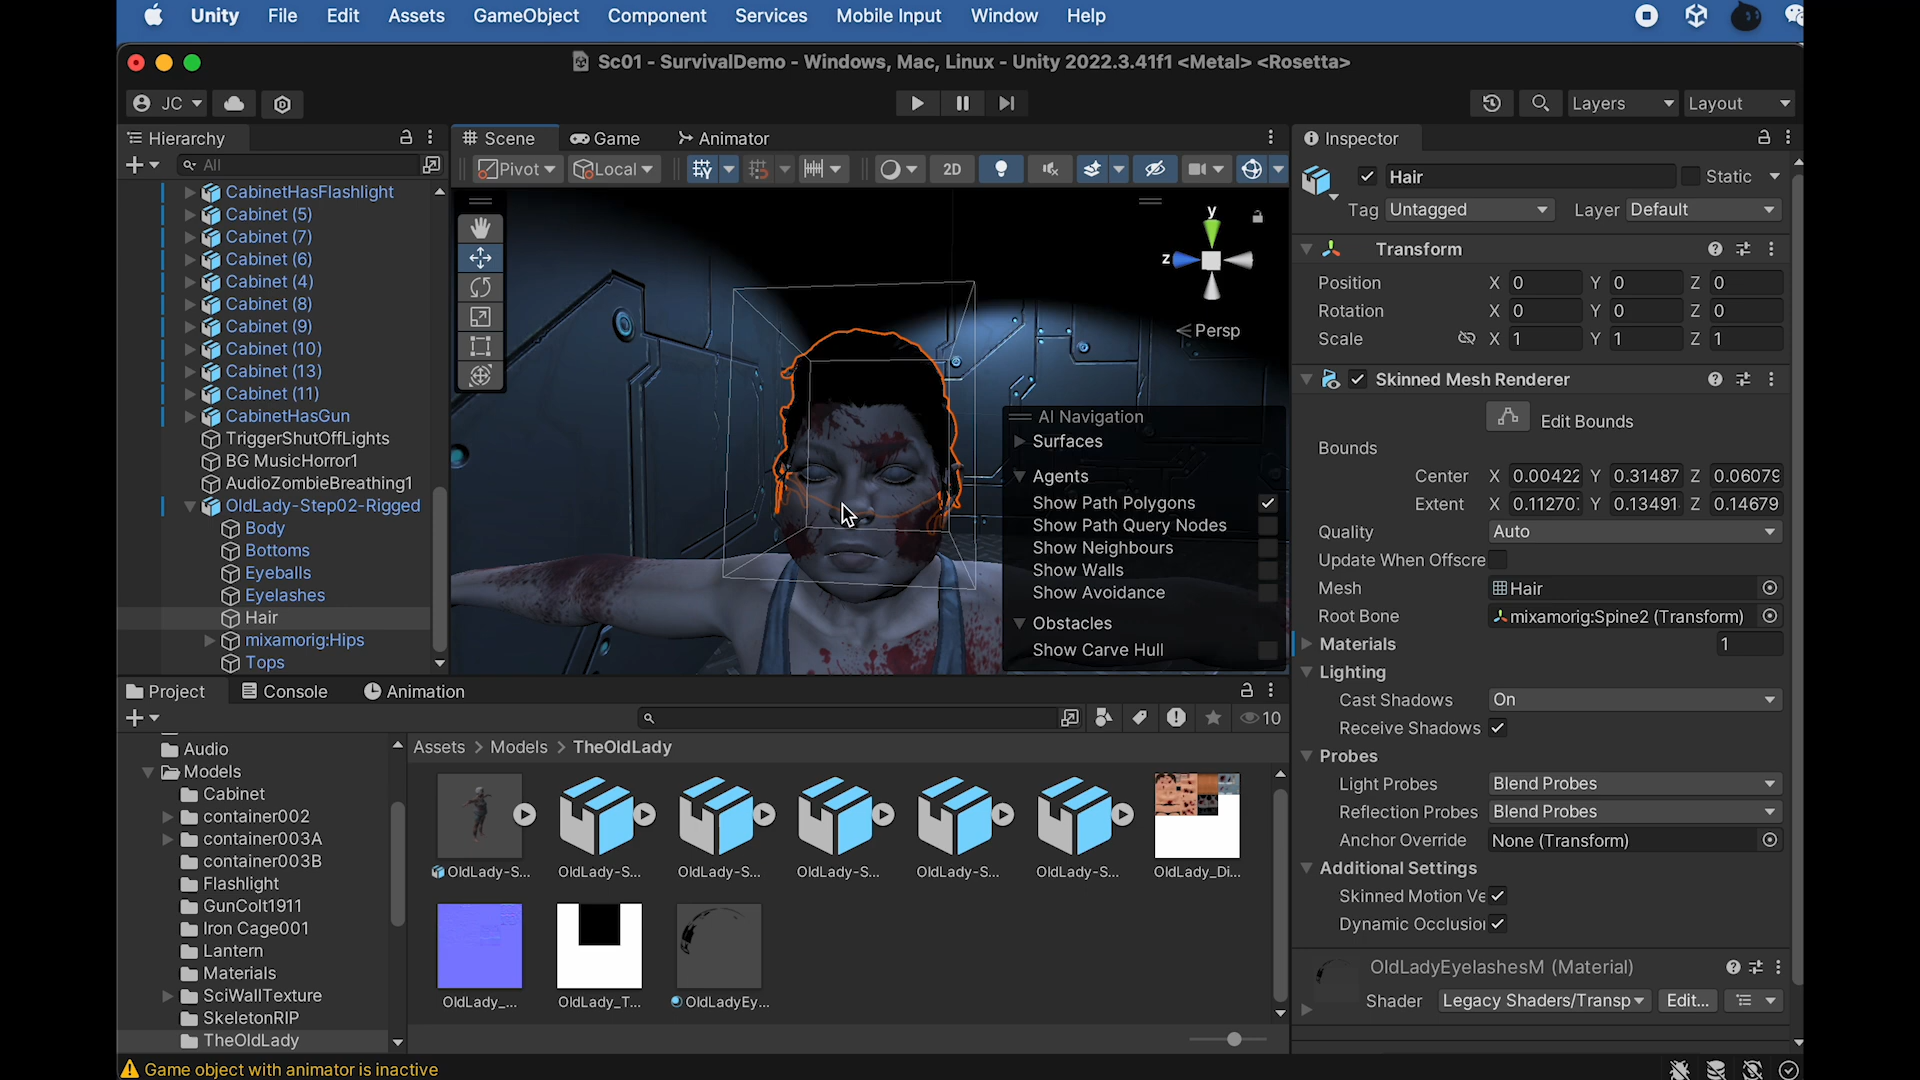 Unity File Edit Assets GameObject Component Services Mobile Input Window Help
Sc01 - SurvivalDemo - Windows, Mac, Linux - Unity 2022.3.41f1 <Metal> <Rosetta>
JC
Layers
Layout
Hierarchy
All
CabinetHasFlashlight
Cabinet (5)
Cabinet (7)
Cabinet (6)
Cabinet (4)
Cabinet (8)
Cabinet (9)
Cabinet (10)
Cabinet (13)
Cabinet (11)
CabinetHasGun
TriggerShutOffLights
BG MusicHorror1
AudioZombieBreathing1
OldLady-Step02-Rigged
Body
Bottoms
Eyeballs
Eyelashes
Hair
mixamorig:Hips
Tops
Scene Game Animator
Pivot Local 2D
y
z
Persp
AI Navigation
Surfaces
Agents
Show Path Polygons
Show Path Query Nodes
Show Neighbours
Show Walls
Show Avoidance
Obstacles
Show Carve Hull
Inspector
Hair Static
Tag Untagged Layer Default
Transform
Position X 0 Y 0 Z 0
Rotation X 0 Y 0 Z 0
Scale X 1 Y 1 Z 1
Skinned Mesh Renderer
Edit Bounds
Bounds
Center X 0.00422 Y 0.31487 Z 0.06079
Extent X 0.11270 Y 0.13491 Z 0.14679
Quality Auto
Update When Offscre
Mesh Hair
Root Bone mixamorig:Spine2 (Transform)
Materials 1
Lighting
Cast Shadows On
Receive Shadows
Probes
Light Probes Blend Probes
Reflection Probes Blend Probes
Anchor Override None (Transform)
Additional Settings
Skinned Motion Ve
Dynamic Occlusion
OldLadyEyelashesM (Material)
Shader Legacy Shaders/Transp Edit...
Project Console Animation
10
Audio
Models
Cabinet
container002
container003A
container003B
Flashlight
GunColt1911
Iron Cage001
Lantern
Materials
SciWallTexture
SkeletonRIP
TheOldLady
Assets > Models > TheOldLady
OldLady-S... OldLady-S... OldLady-S... OldLady-S... OldLady-S... OldLady-S... OldLady_Di...
OldLady_... OldLady_T... OldLadyEy...
Game object with animator is inactive